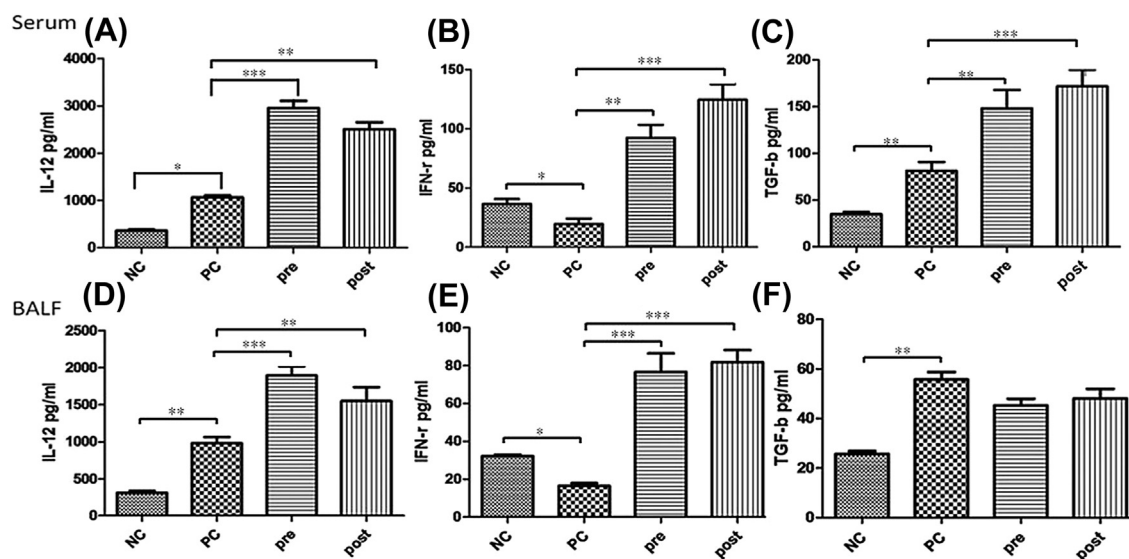 Serum
(A)
IL-12 pg/ml
4000
3000
2000
1000
0
*
***
**
NC
PC
pre
post
(B)
IFN-r pg/ml
150
100
50
0
*
**
***
NC
PC
pre
post
(C)
TGF-b pg/ml
200
150
100
50
0
**
**
***
NC
PC
pre
post
BALF
(D)
IL-12 pg/ml
2500
2000
1500
1000
500
0
**
***
**
NC
PC
pre
post
(E)
IFN-r pg/ml
100
80
60
40
20
0
*
***
***
NC
PC
pre
post
(F)
TGF-b pg/ml
80
60
40
20
0
**
NC
PC
pre
post